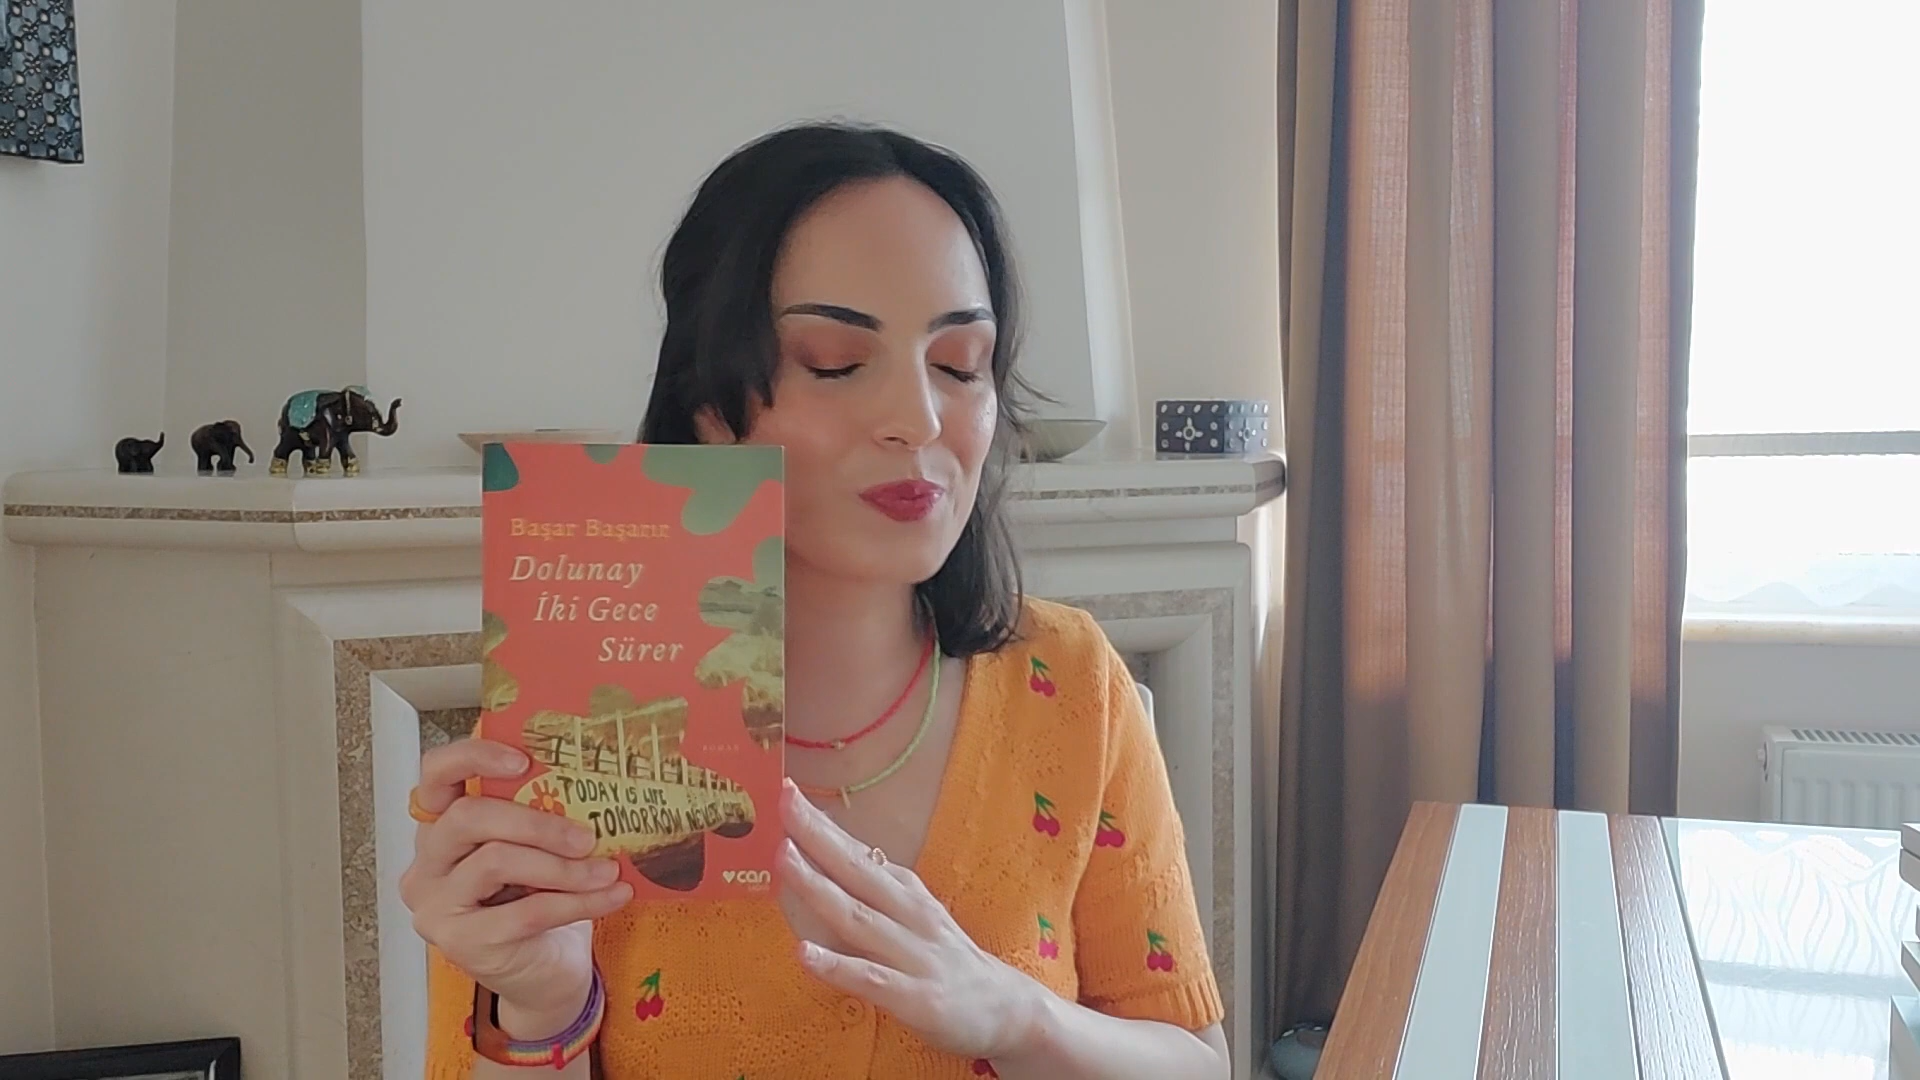 Başar Başarır
Dolunay
İki Gece
Sürer
ROMAN
TODAY IS LIFE
TOMORROW NEVER
can